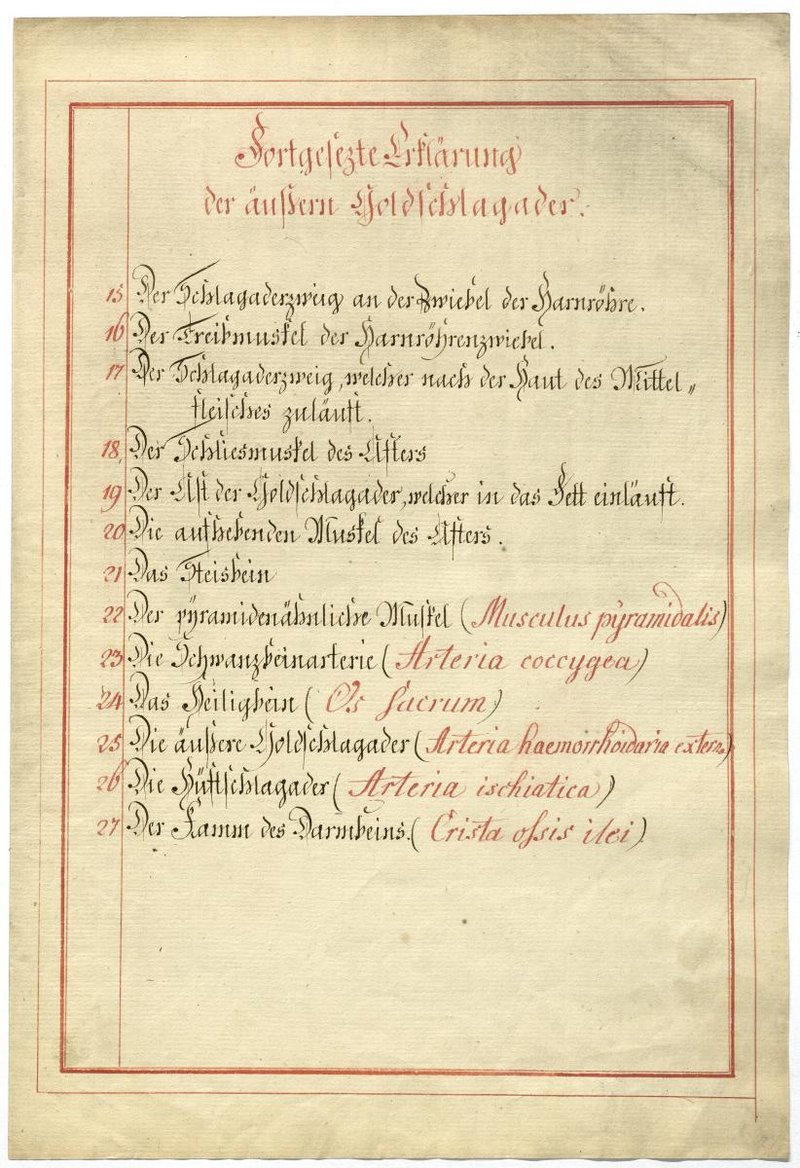 Fortgesezte Erklärung
der äußern Goldschlagader.
15 Der Schlagaderzweig an der Zwiebel der Harnröhre.
16 Der Treibmuskel der Harnröhrenzwiebel.
17 Der Schlagaderzweig, welcher nach der Haut des Mittel„
fleisches zuläuft.
18. Der Schliesmuskel des Afters
19 Der Ast der Goldschlagader, welcher in das Fett einläuft.
20 Die aufhebenden Muskel des Afters.
21 Das Steisbein
22 Der pÿramidenähnliche Muskel (Musculus pÿramidalis)
23 Die Schwanzbeinarterie (Arteria coccygea)
24 Das Heiligbein (Os sacrum)
25 Die äußere Goldschlagader (Arteria haemorrhoidaria externa)
26 Die Hüftschlagader (Arteria ischiatica)
27 Der Kamm des Darmbeins. (Crista ossis ilei)